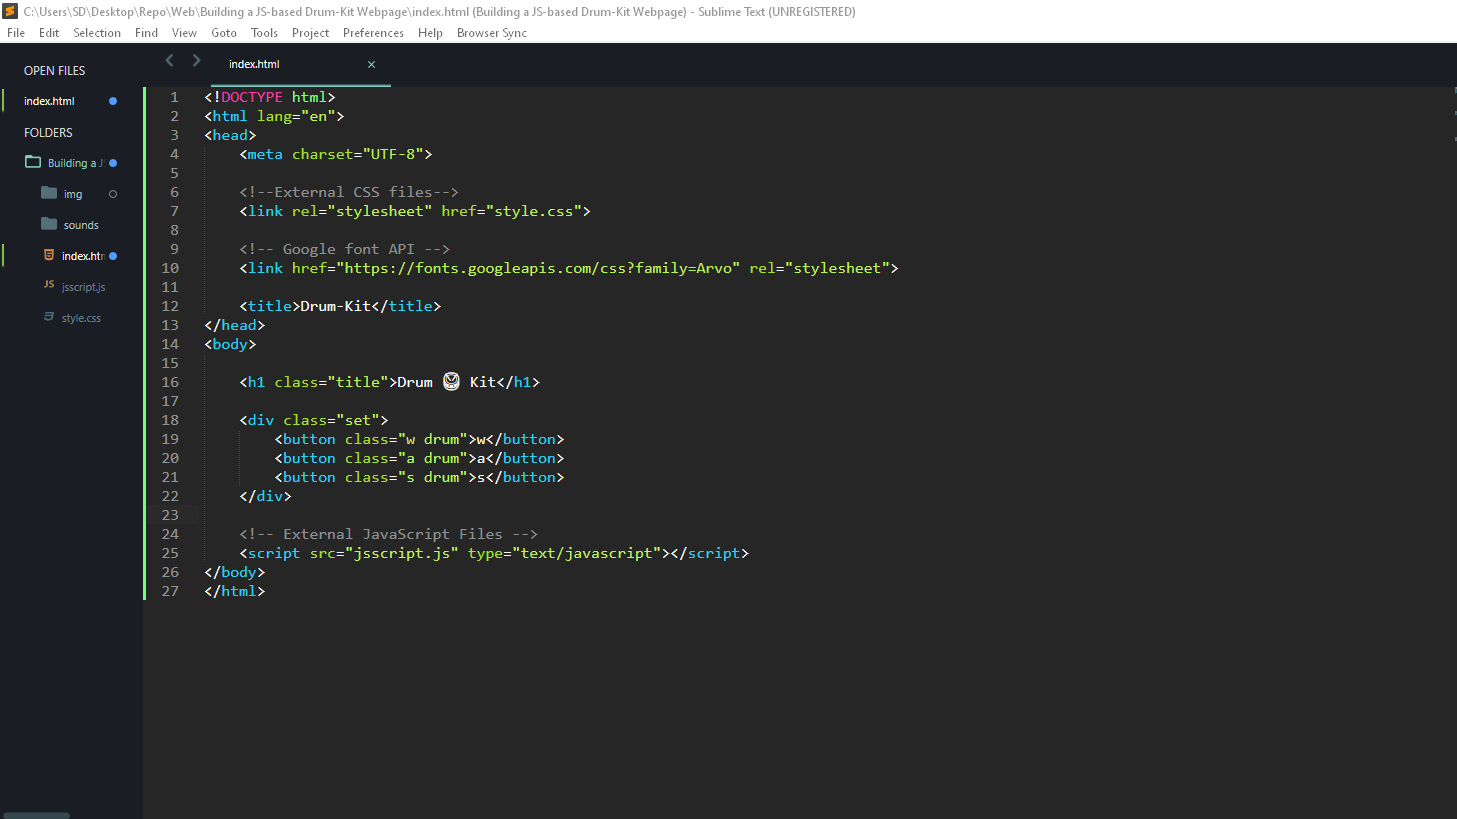 C:\Users\SD\Desktop\Repo\Web\Building a JS-based Drum-Kit Webpage\index.html (Building a JS-based Drum-Kit Webpage) - Sublime Text (UNREGISTERED)
File Edit Selection Find View Goto Tools Project Preferences Help Browser Sync
OPEN FILES
index.html
FOLDERS
Building a JS
img
sounds
index.htm
JS jsscript.js
style.css
index.html ×
1 <!DOCTYPE html>
2 <html lang="en">
3 <head>
4 <meta charset="UTF-8">
5
6 <!--External CSS files-->
7 <link rel="stylesheet" href="style.css">
8
9 <!-- Google font API -->
10 <link href="https://fonts.googleapis.com/css?family=Arvo" rel="stylesheet">
11
12 <title>Drum-Kit</title>
13 </head>
14 <body>
15
16 <h1 class="title">Drum 🥁 Kit</h1>
17
18 <div class="set">
19 <button class="w drum">w</button>
20 <button class="a drum">a</button>
21 <button class="s drum">s</button>
22 </div>
23
24 <!-- External JavaScript Files -->
25 <script src="jsscript.js" type="text/javascript"></script>
26 </body>
27 </html>